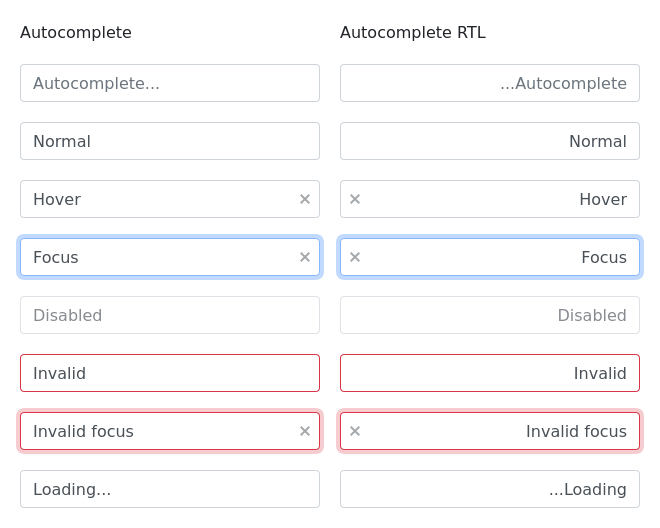 Autocomplete
Autocomplete RTL
Autocomplete...
...Autocomplete
Normal
Normal
Hover ×
× Hover
Focus ×
× Focus
Disabled
Disabled
Invalid
Invalid
Invalid focus ×
× Invalid focus
Loading...
...Loading